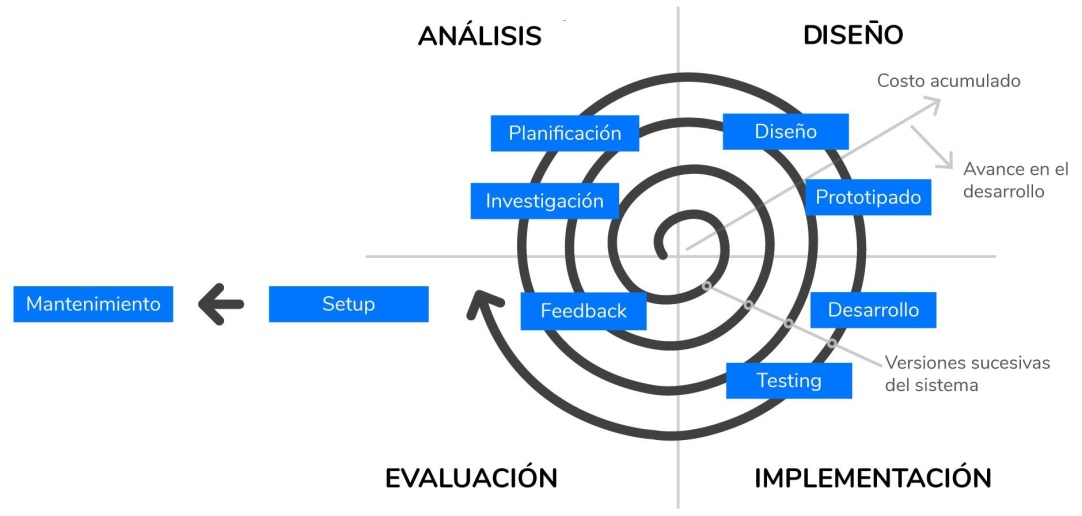 ANÁLISIS
DISEÑO
Costo acumulado
Planificación
Diseño
Avance en el
desarrollo
Investigación
Prototipado
Mantenimiento
Setup
Feedback
Desarrollo
Versiones sucesivas
del sistema
Testing
EVALUACIÓN
IMPLEMENTACIÓN